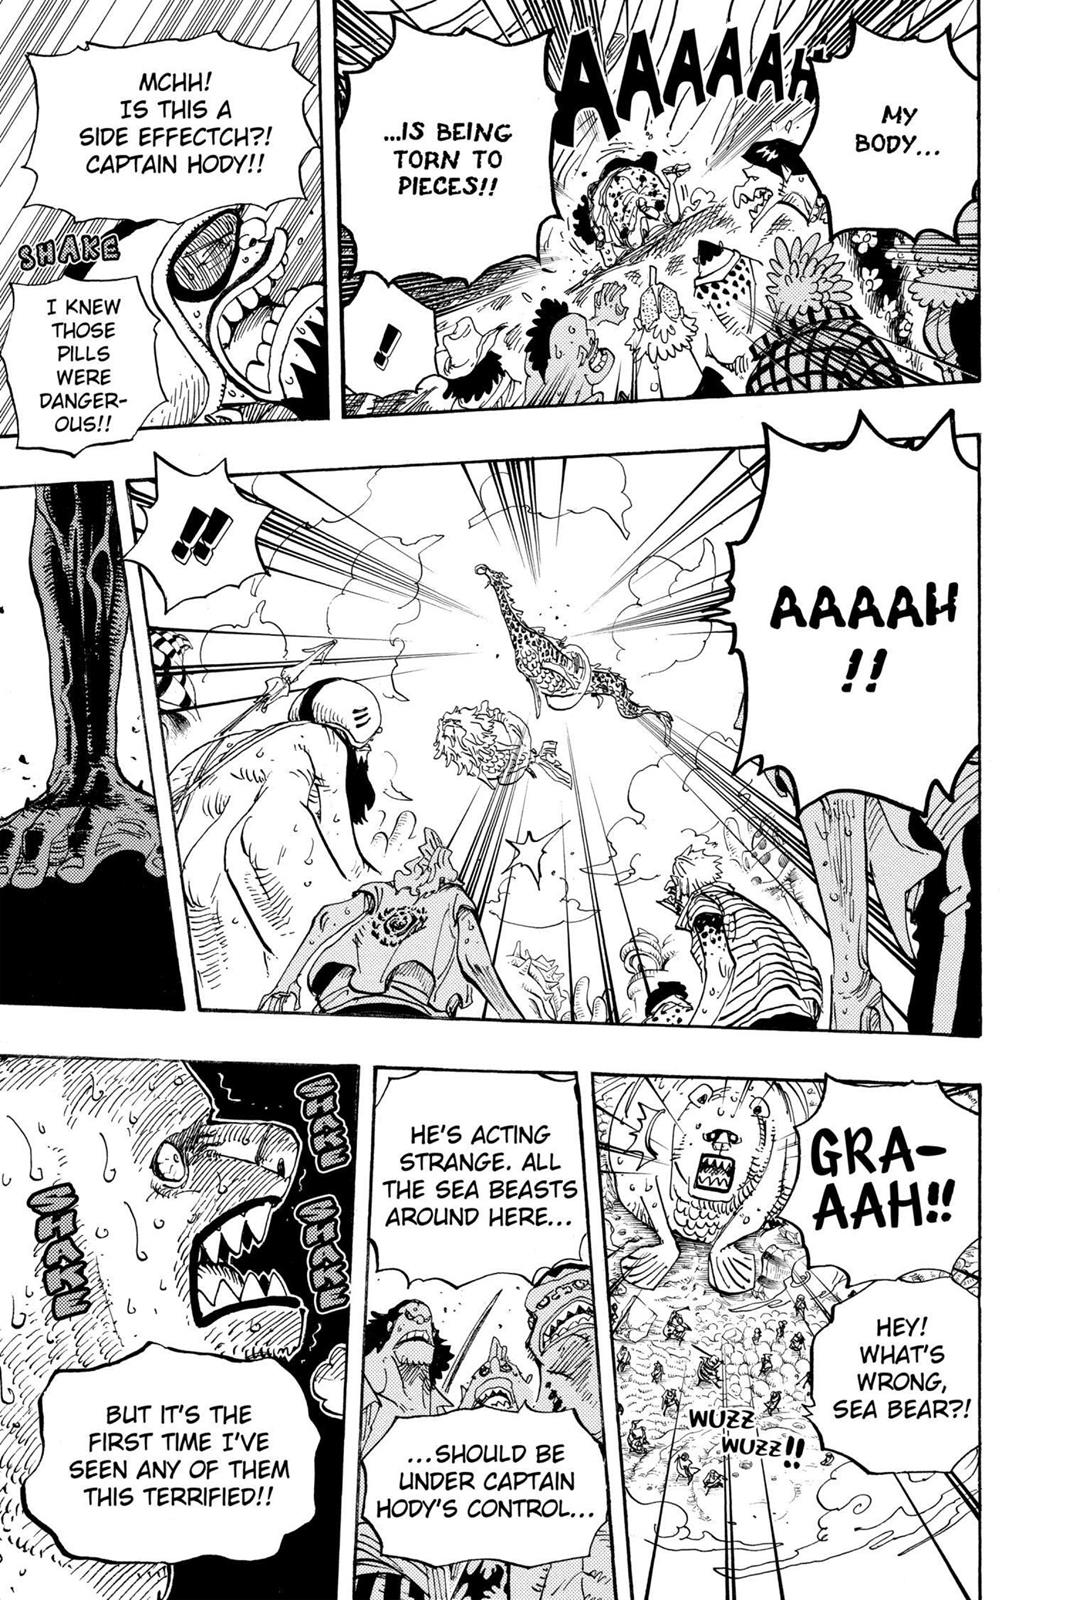 MY
BODY...
AAAAAAH
...IS BEING
TORN TO
PIECES!!
!
MCHH!
IS THIS A
SIDE EFFECTCH?!
CAPTAIN HODY!!
SHAKE
I KNEW
THOSE
PILLS
WERE
DANGER-
OUS!!
AAAAH
!!
!!
GRA-
AAH!!
HEY!
WHAT'S
WRONG,
SEA BEAR?!
WUZZ
WUZZ!!
HE'S ACTING
STRANGE. ALL
THE SEA BEASTS
AROUND HERE...
...SHOULD BE
UNDER CAPTAIN
HODY'S CONTROL...
SHAKE
SHAKE
SHAKE
SHAKE
BUT IT'S THE
FIRST TIME I'VE
SEEN ANY OF THEM
THIS TERRIFIED!!